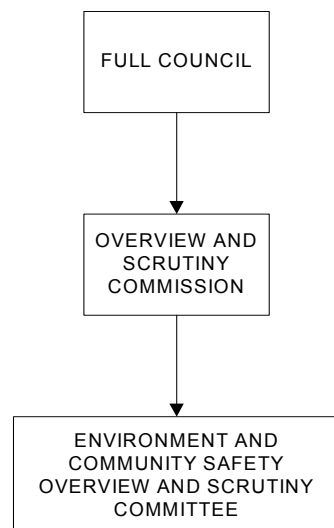 FULL COUNCIL
OVERVIEW AND
SCRUTINY
COMMISSION
ENVIRONMENT AND
COMMUNITY SAFETY
OVERVIEW AND SCRUTINY
COMMITTEE